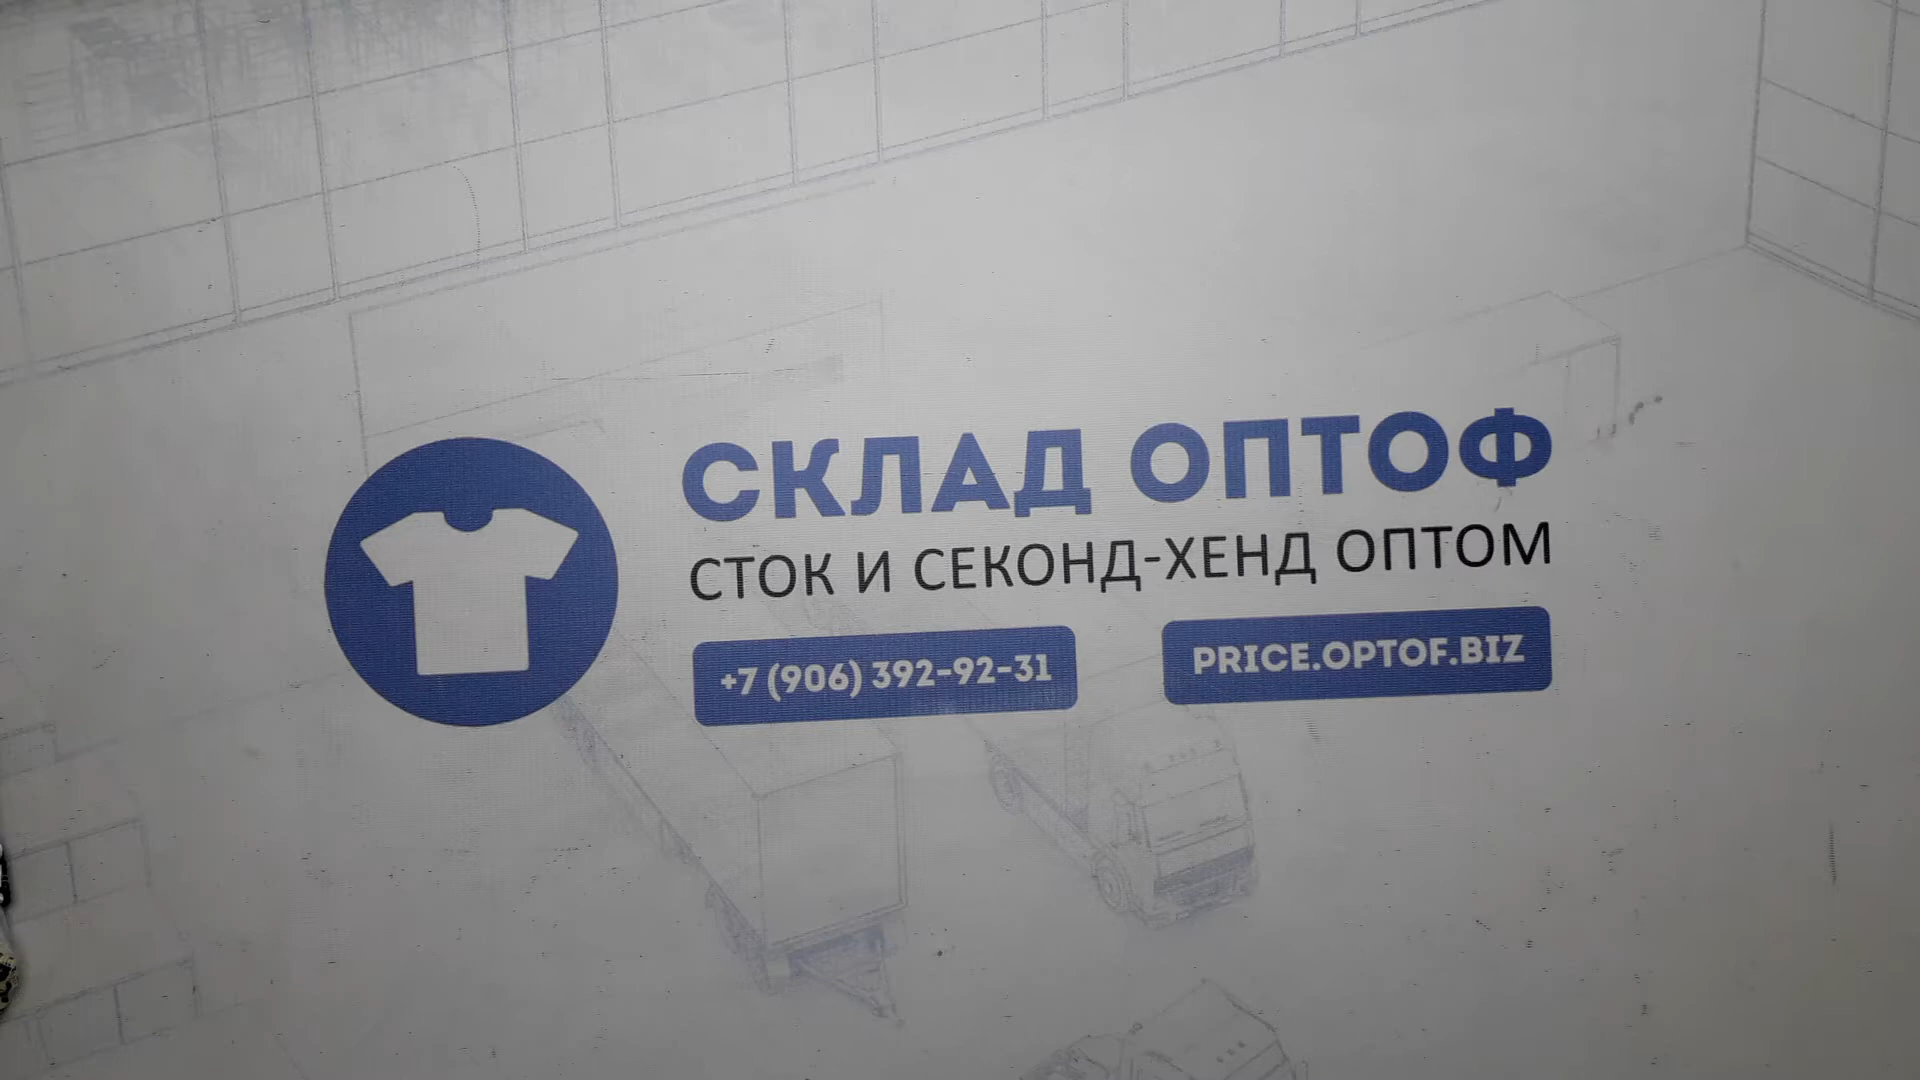 СКЛАД ОПТОФ
СТОК И СЕКОНД-ХЕНД ОПТОМ
+7 (906) 392-92-31
PRICE.OPTOF.BIZ